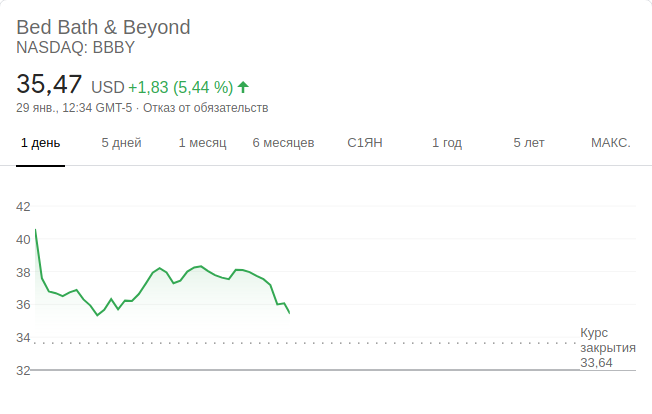 Bed Bath & Beyond
NASDAQ: BBBY
35,47 USD +1,83 (5,44 %)
29 янв., 12:34 GMT-5 · Отказ от обязательств
1 день 5 дней 1 месяц 6 месяцев С1ЯН 1 год 5 лет МАКС.
42
40
38
36
34
32
Курс
закрытия
33,64